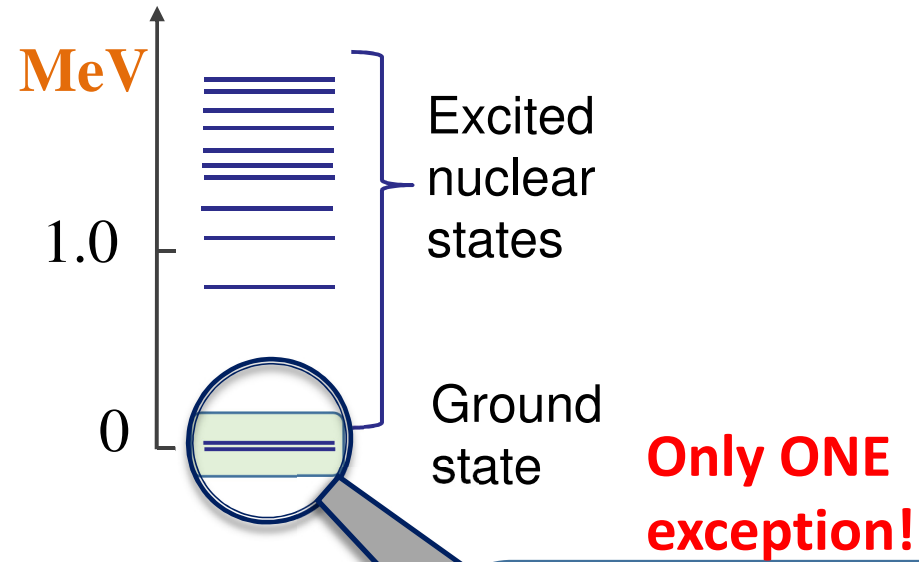 MeV
1.0
0
Excited
nuclear
states
Ground
state
Only ONE
exception!